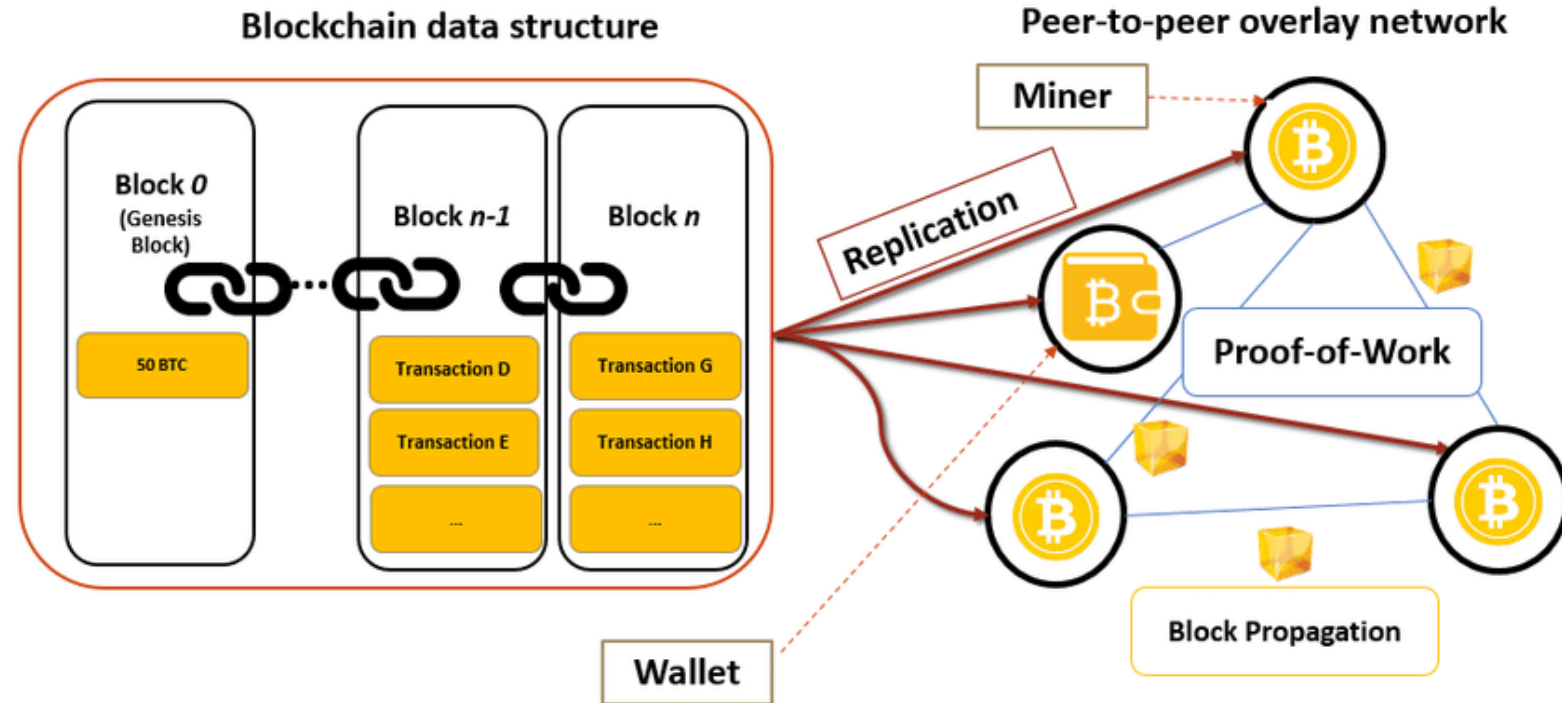 Blockchain data structure
Peer-to-peer overlay network
Block 0
(Genesis
Block)
50 BTC
...
Block n-1
Transaction D
Transaction E
...
Block n
Transaction G
Transaction H
...
Replication
Miner
Wallet
Proof-of-Work
Block Propagation